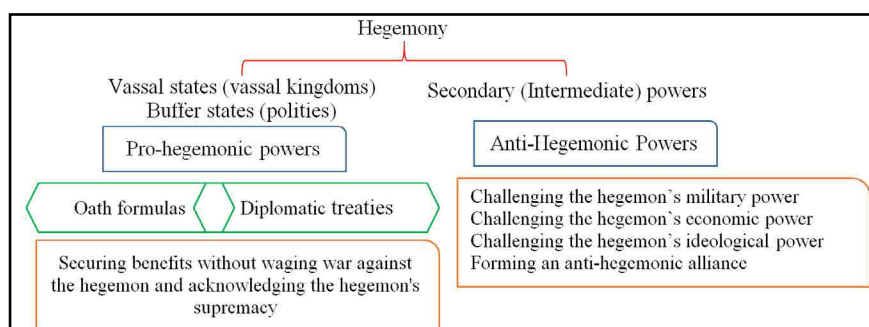 Hegemony
Vassal states (vassal kingdoms)
Buffer states (polities)
Pro-hegemonic powers
Oath formulas
Diplomatic treaties
Securing benefits without waging war against
the hegemon and acknowledging the hegemon's
supremacy
Secondary (Intermediate) powers
Anti-Hegemonic Powers
Challenging the hegemon's military power
Challenging the hegemon's economic power
Challenging the hegemon's ideological power
Forming an anti-hegemonic alliance